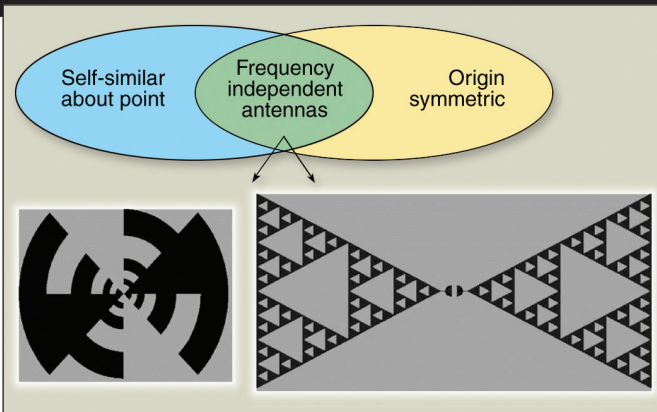 Self-similar
about point
Frequency
independent
antennas
Origin
symmetric